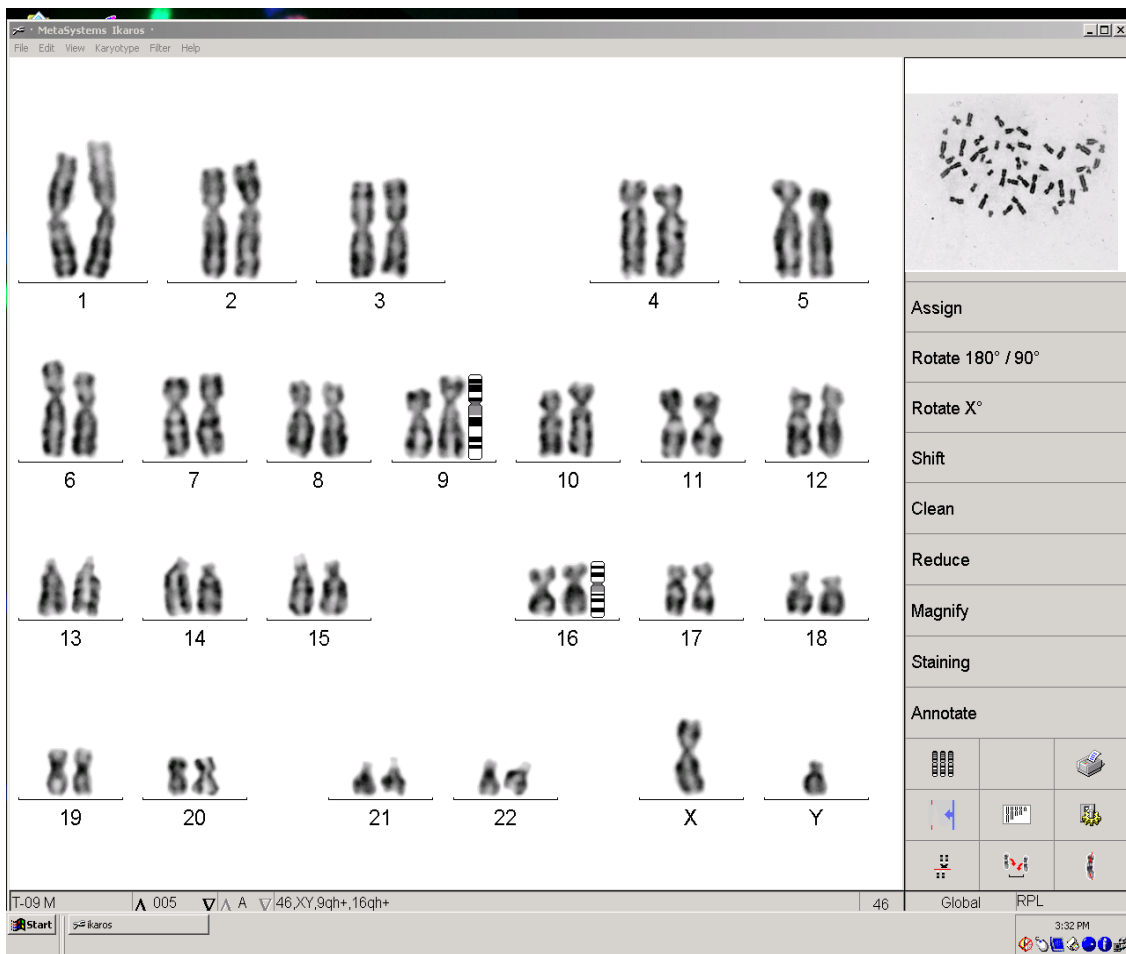 MetaSystems Ikaros
File Edit View Karyotype Filter Help
1 2 3 4 5
6 7 8 9 10 11 12
13 14 15 16 17 18
19 20 21 22 X Y
Assign
Rotate 180° / 90°
Rotate X°
Shift
Clean
Reduce
Magnify
Staining
Annotate
T-09 M 005 A 46,XY,9qh+,16qh+ 46 Global RPL
Start ikaros 3:32 PM